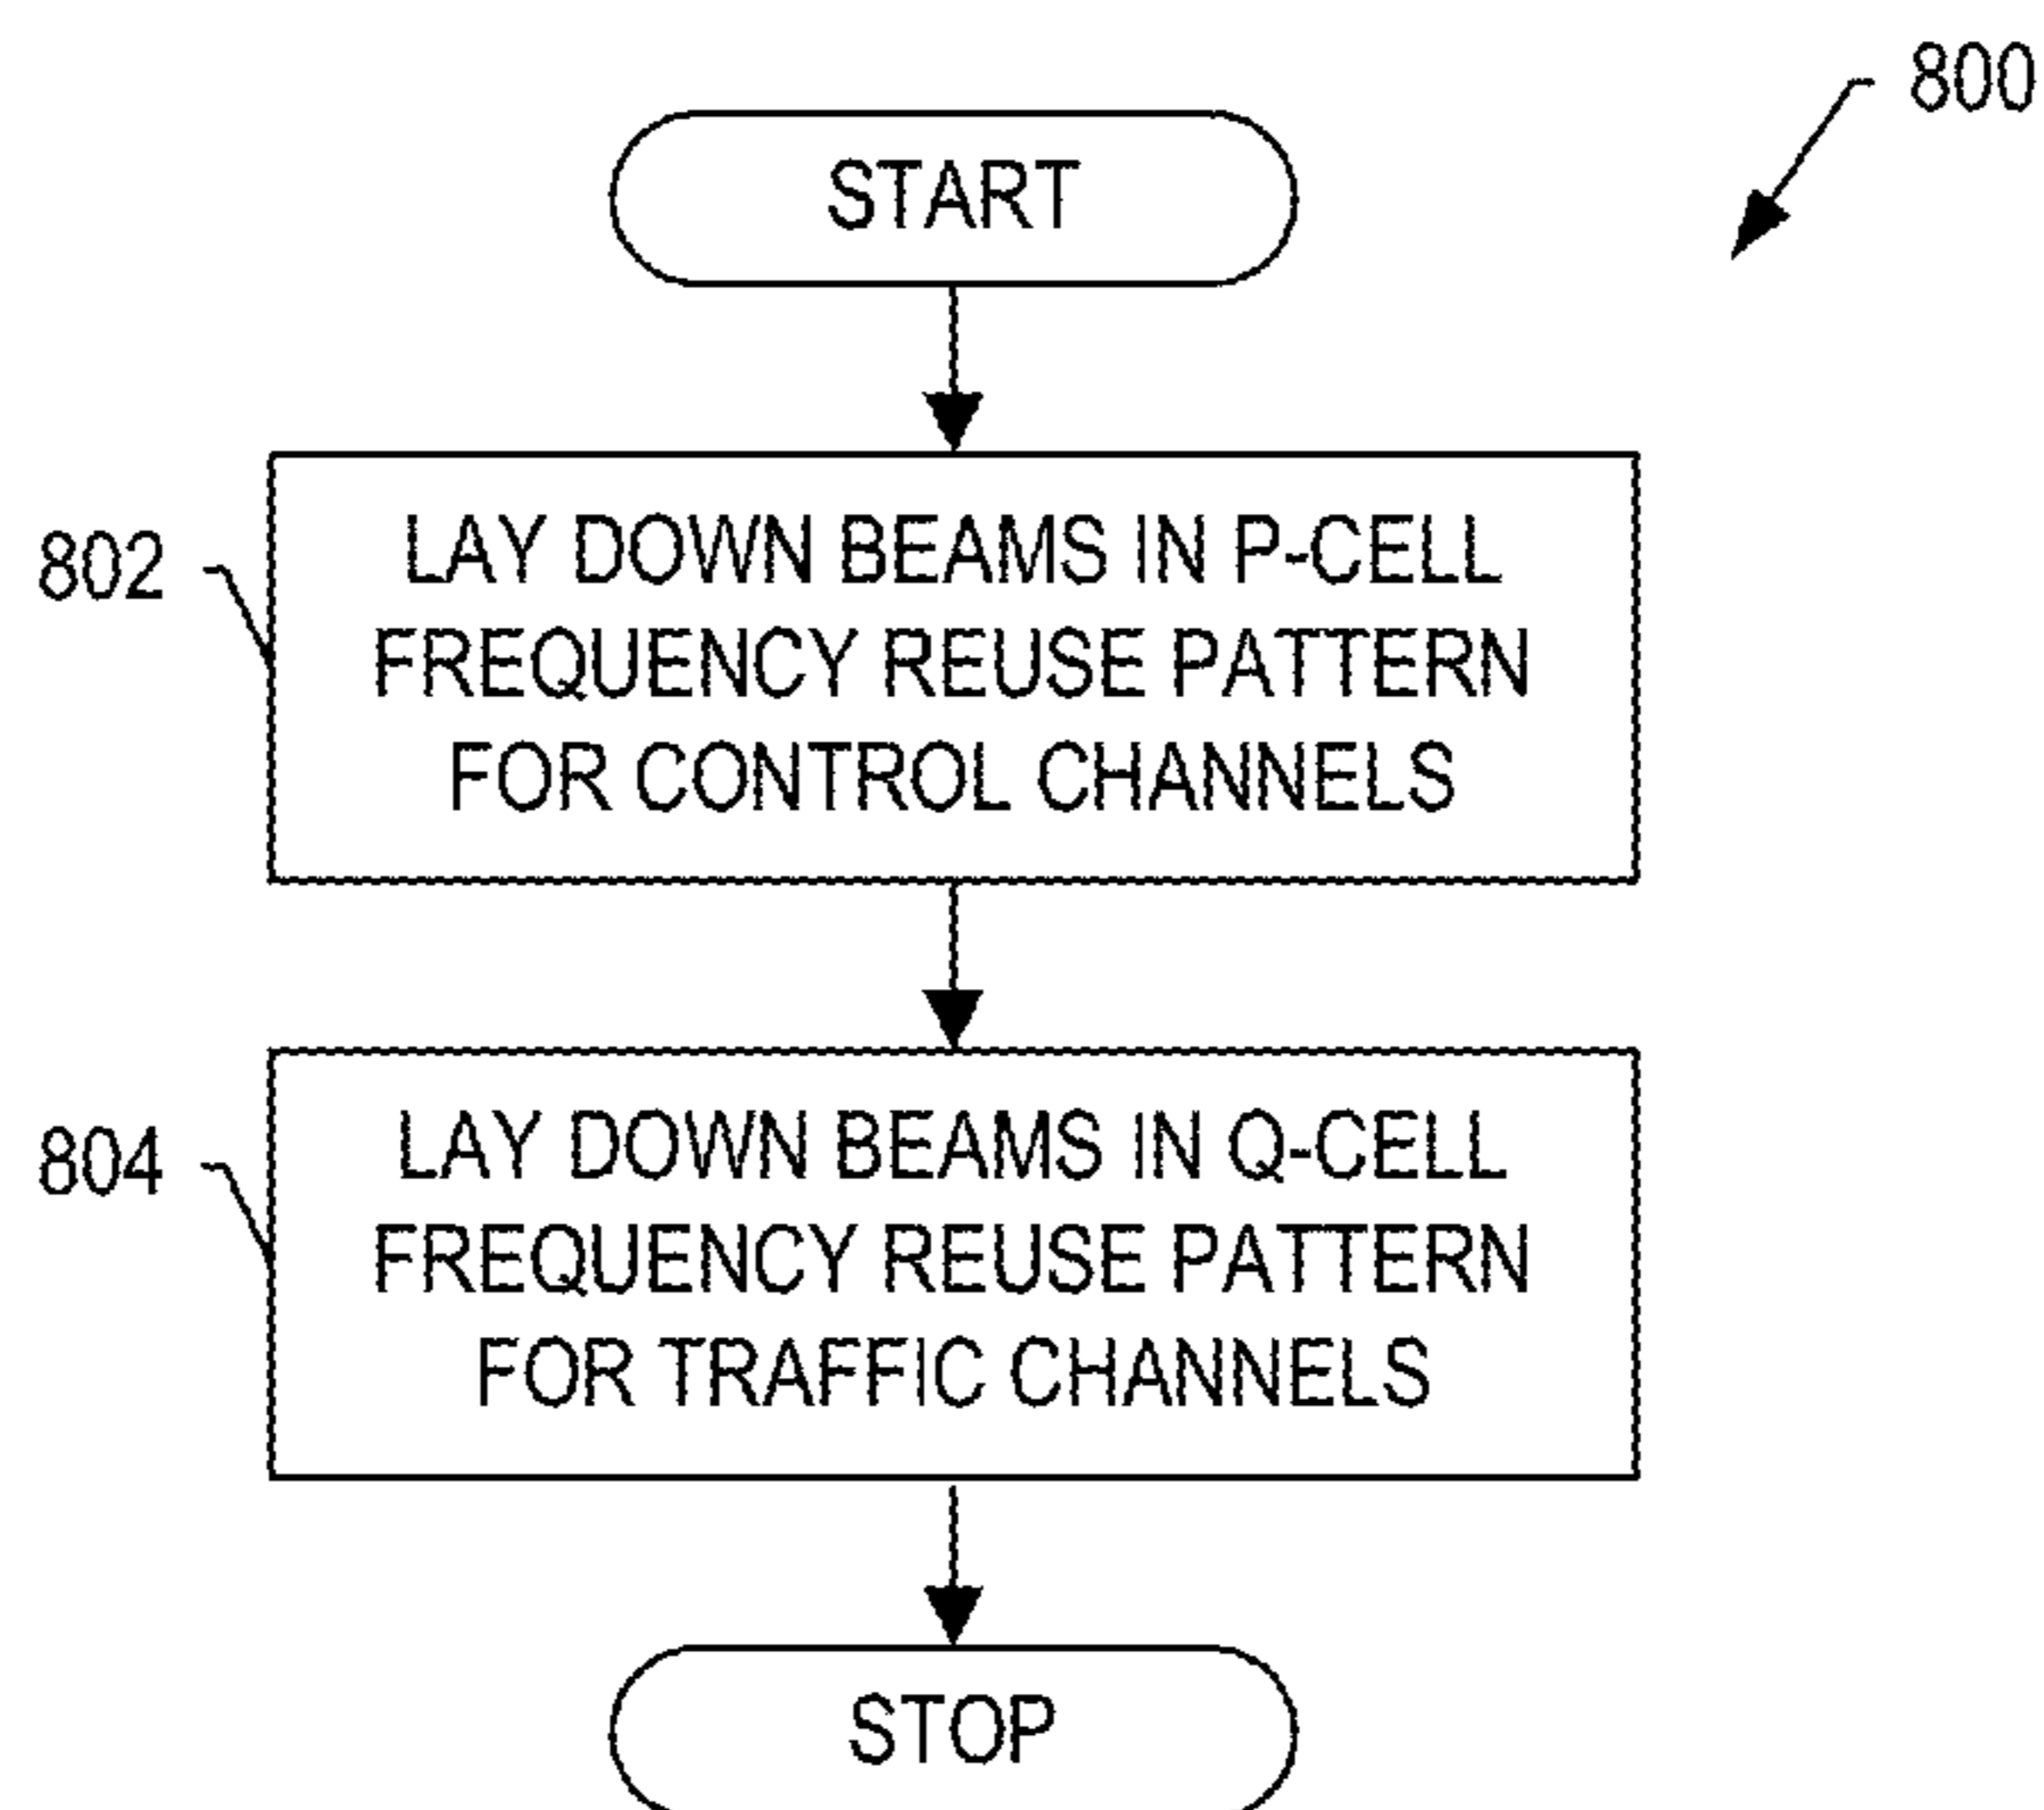 800
START
802
LAY DOWN BEAMS IN P-CELL
FREQUENCY REUSE PATTERN
FOR CONTROL CHANNELS
804
LAY DOWN BEAMS IN Q-CELL
FREQUENCY REUSE PATTERN
FOR TRAFFIC CHANNELS
STOP